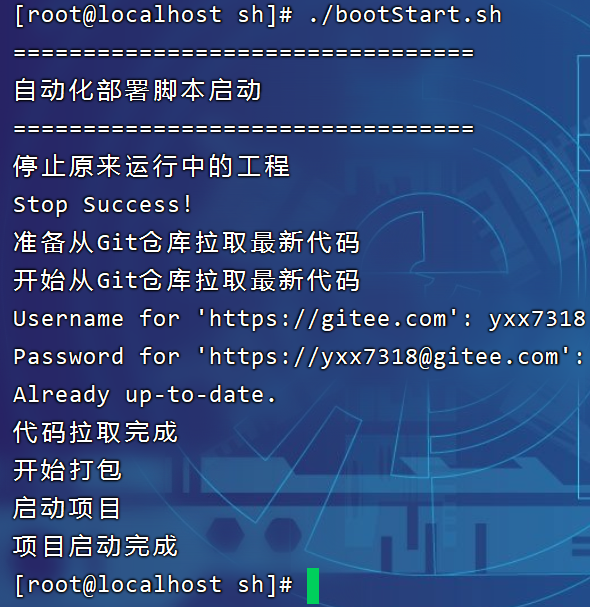 [root@localhost sh]# ./bootStart.sh
=================================
自动化部署脚本启动
=================================
停止原来运行中的工程
Stop Success!
准备从Git仓库拉取最新代码
开始从Git仓库拉取最新代码
Username for 'https://gitee.com': yxx7318
Password for 'https://yxx7318@gitee.com':
Already up-to-date.
代码拉取完成
开始打包
启动项目
项目启动完成
[root@localhost sh]#